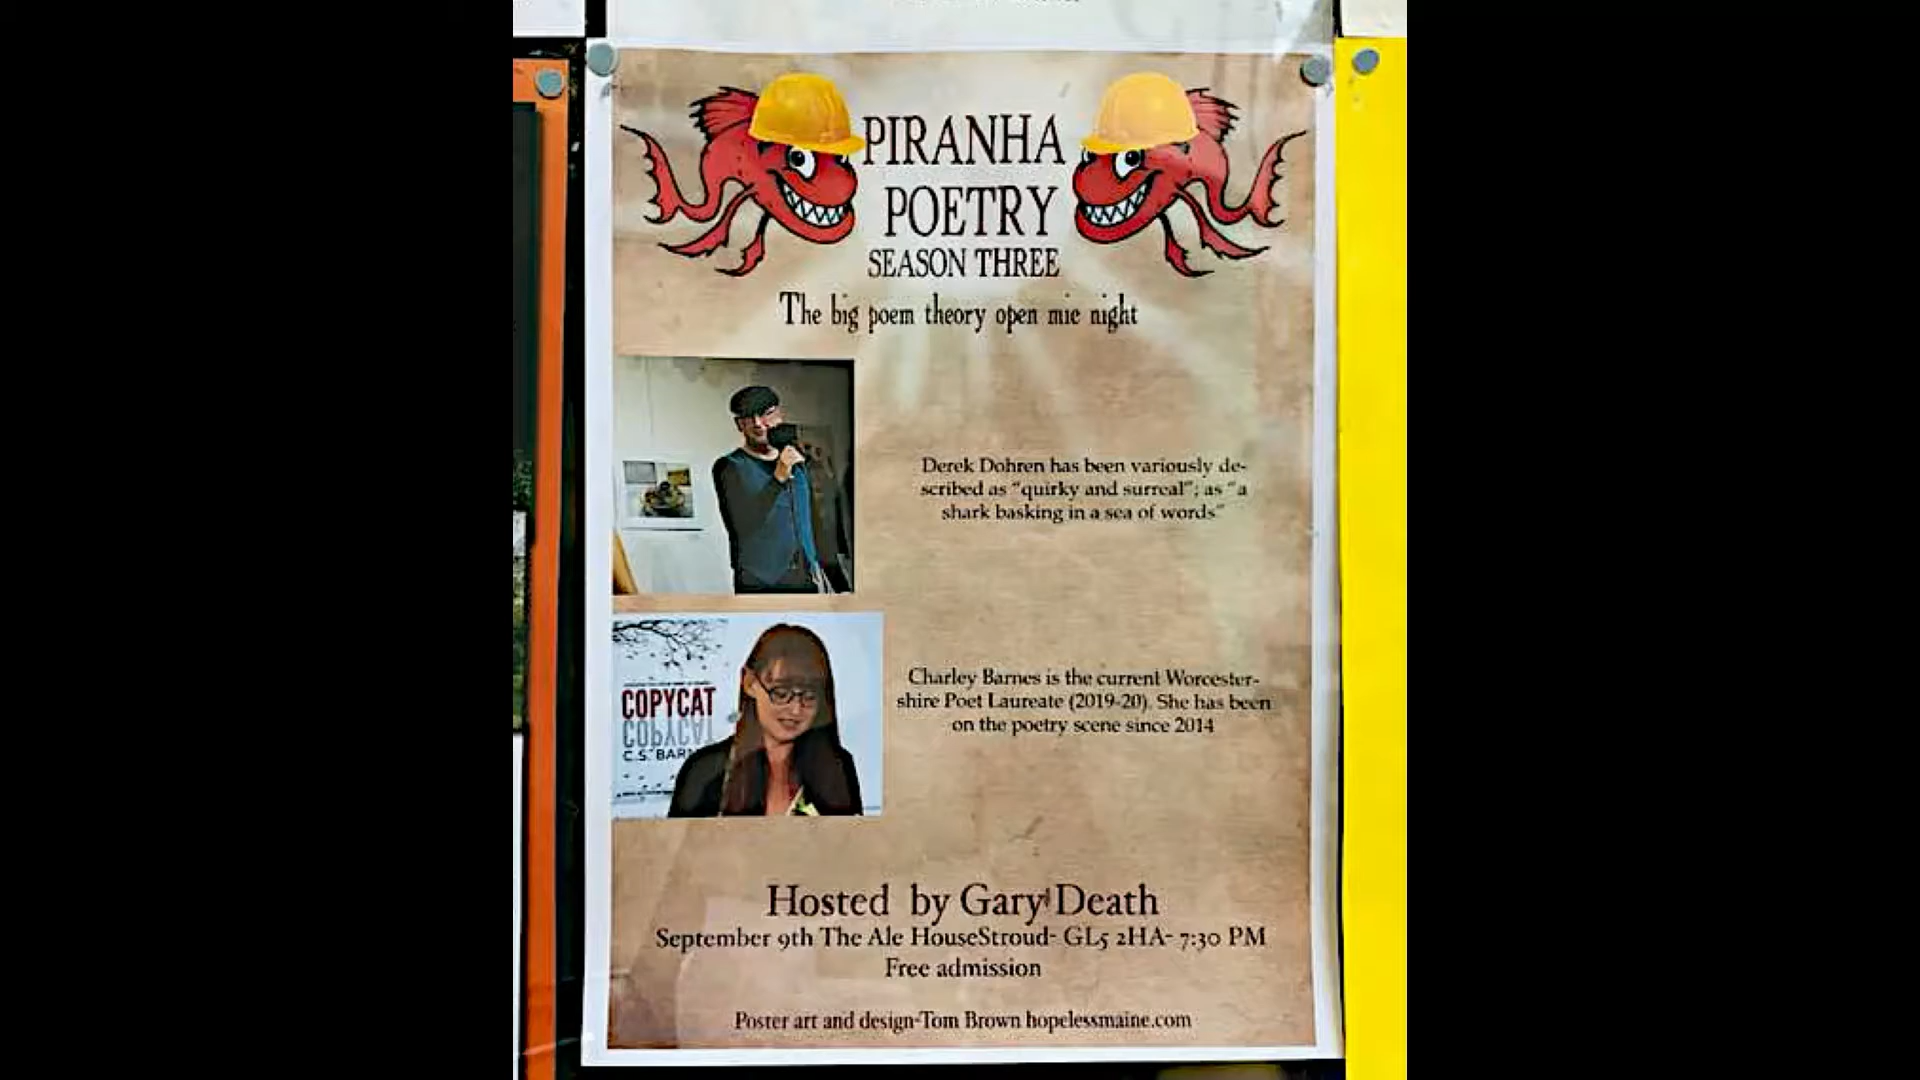 PIRANHA
POETRY
SEASON THREE
The big poem theory open mic night
Derek Dohren has been variously de-
scribed as "quirky and surreal"; as "a
shark basking in a sea of words"
COPYCAT
COPYCAT
C.S. BARN
Charley Barnes is the current Worcester-
shire Poet Laureate (2019-20). She has been
on the poetry scene since 2014
Hosted by Gary Death
September 9th The Ale HouseStroud- GL5 2HA- 7:30 PM
Free admission
Poster art and design-Tom Brown hopelessmaine.com